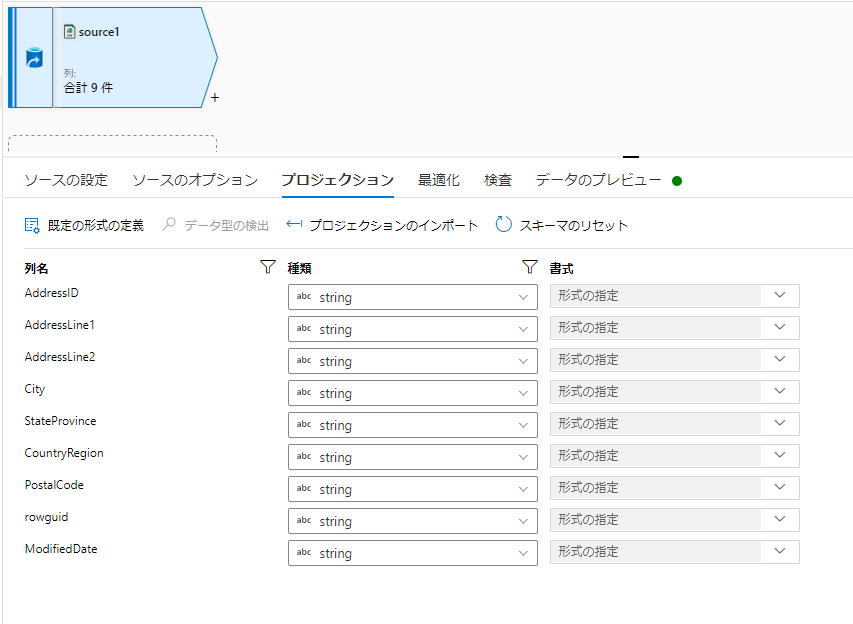 source1
列:
合計 9 件
+
ソースの設定 ソースのオプション プロジェクション 最適化 検査 データのプレビュー
既定の形式の定義 データ型の検出 プロジェクションのインポート スキーマのリセット
列名 種類 書式
AddressID abc string 形式の指定
AddressLine1 abc string 形式の指定
AddressLine2 abc string 形式の指定
City abc string 形式の指定
StateProvince abc string 形式の指定
CountryRegion abc string 形式の指定
PostalCode abc string 形式の指定
rowguid abc string 形式の指定
ModifiedDate abc string 形式の指定